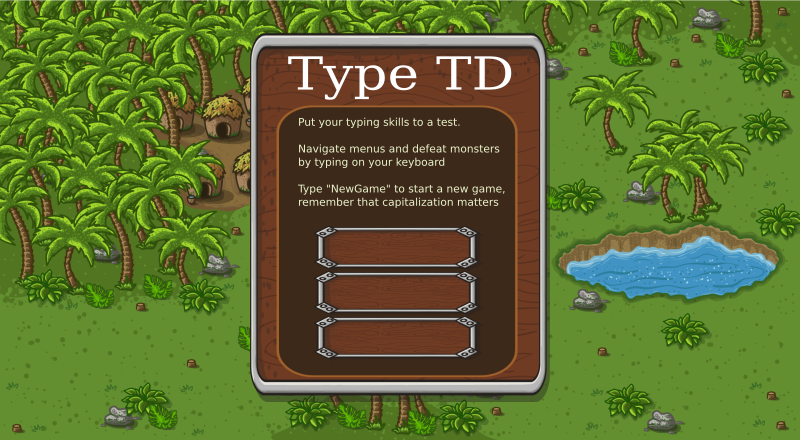 Type TD
Put your typing skills to a test.
Navigate menus and defeat monsters
by typing on your keyboard
Type "NewGame" to start a new game,
remember that capitalization matters